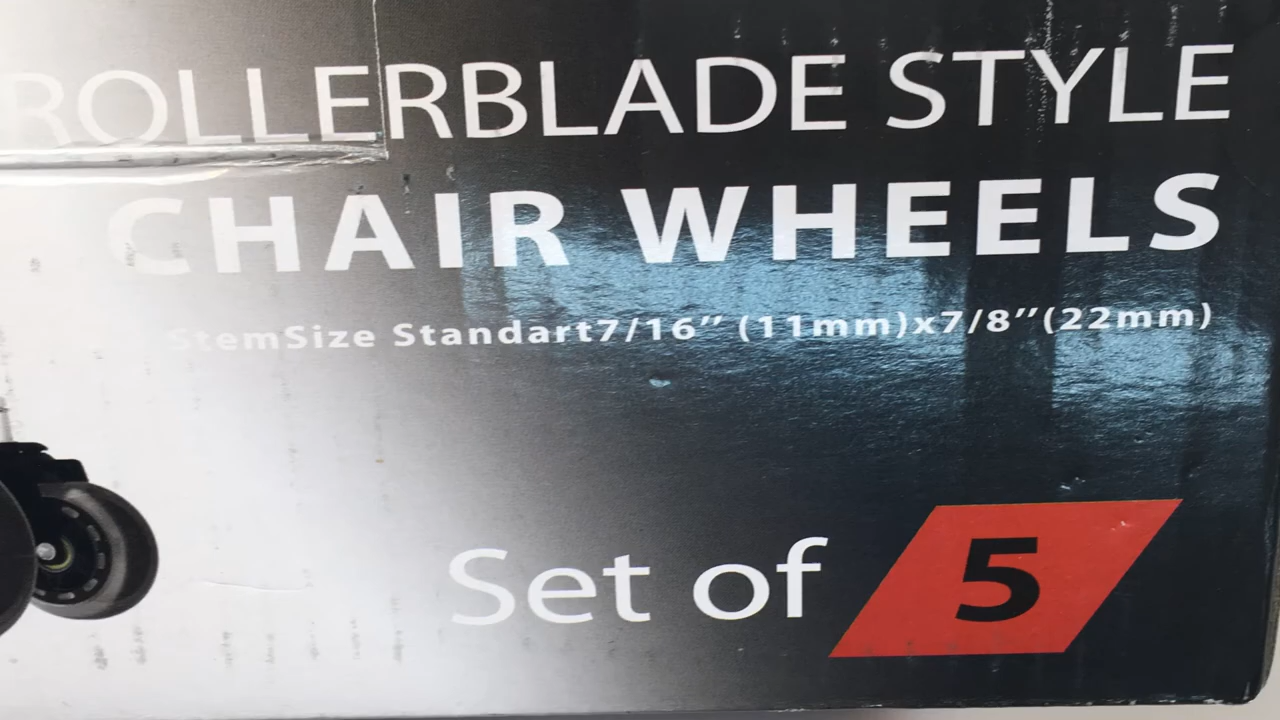 ROLLERBLADE STYLE
CHAIR WHEELS
StemSize Standart7/16″ (11mm)x7/8″(22mm)
Set of 5